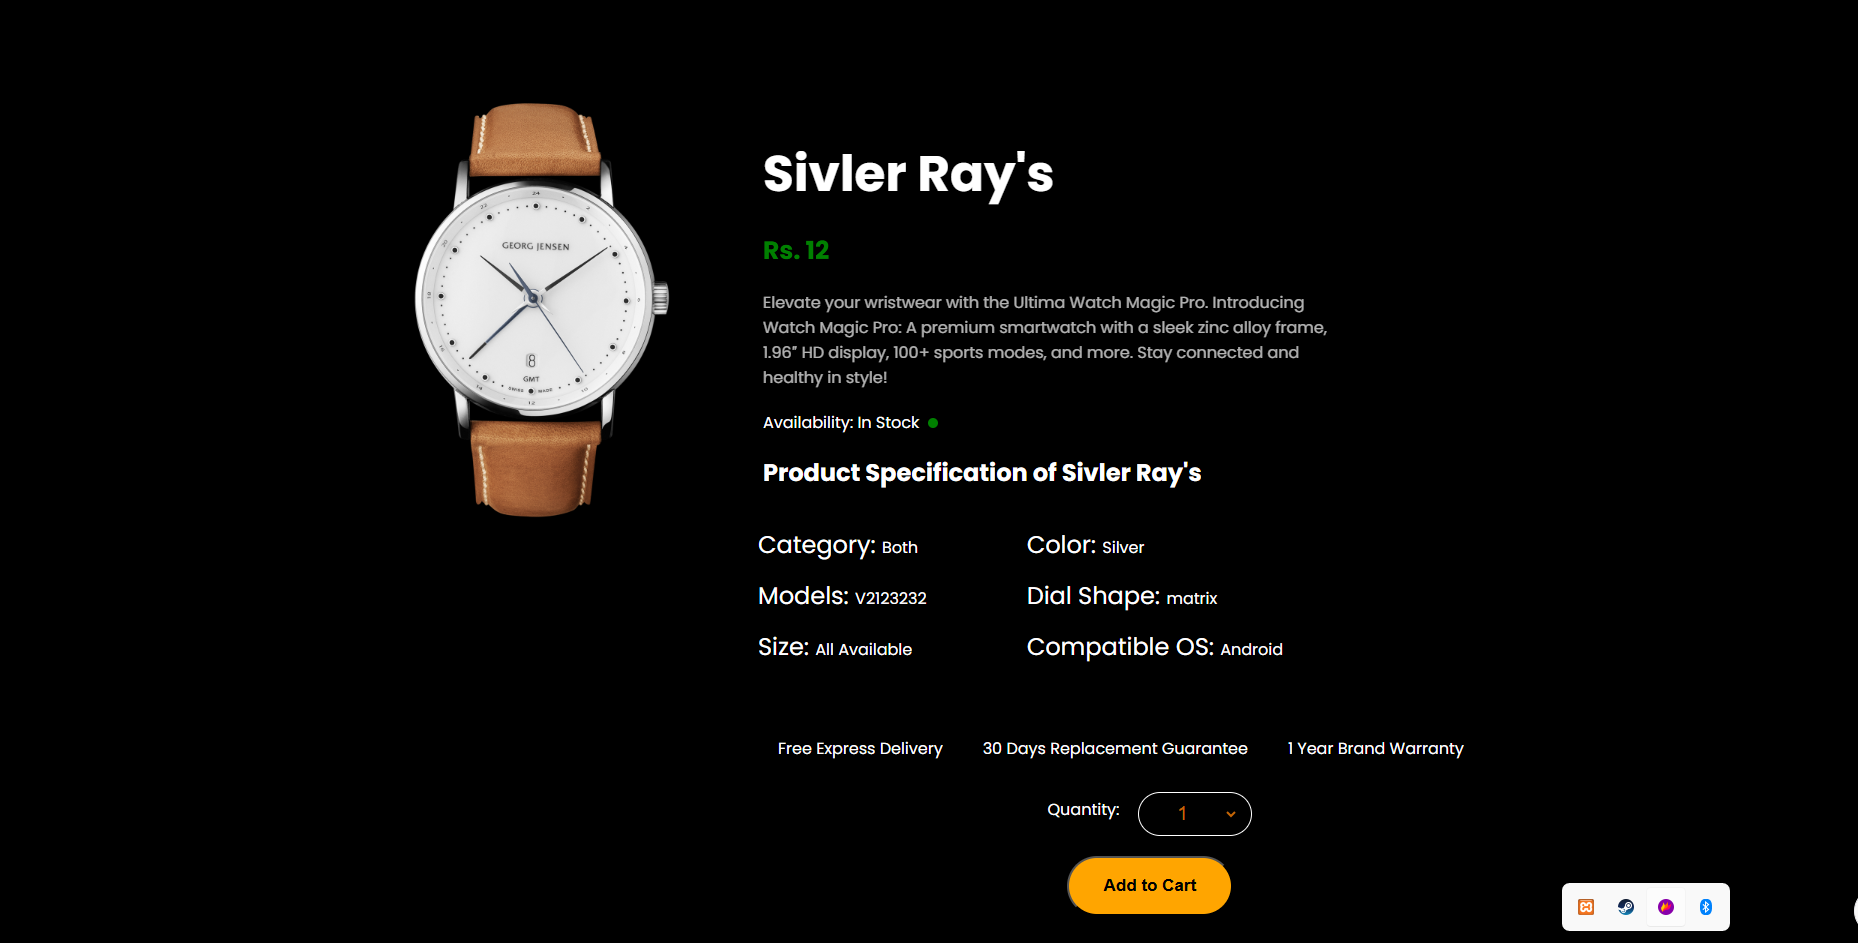 GEORG JENSEN
8
GMT
SWISS MADE
Sivler Ray's
Rs. 12
Elevate your wristwear with the Ultima Watch Magic Pro. Introducing
Watch Magic Pro: A premium smartwatch with a sleek zinc alloy frame,
1.96″ HD display, 100+ sports modes, and more. Stay connected and
healthy in style!
Availability: In Stock
Product Specification of Sivler Ray's
Category: Both
Color: Silver
Models: V2123232
Dial Shape: matrix
Size: All Available
Compatible OS: Android
Free Express Delivery
30 Days Replacement Guarantee
1 Year Brand Warranty
Quantity: 1
Add to Cart